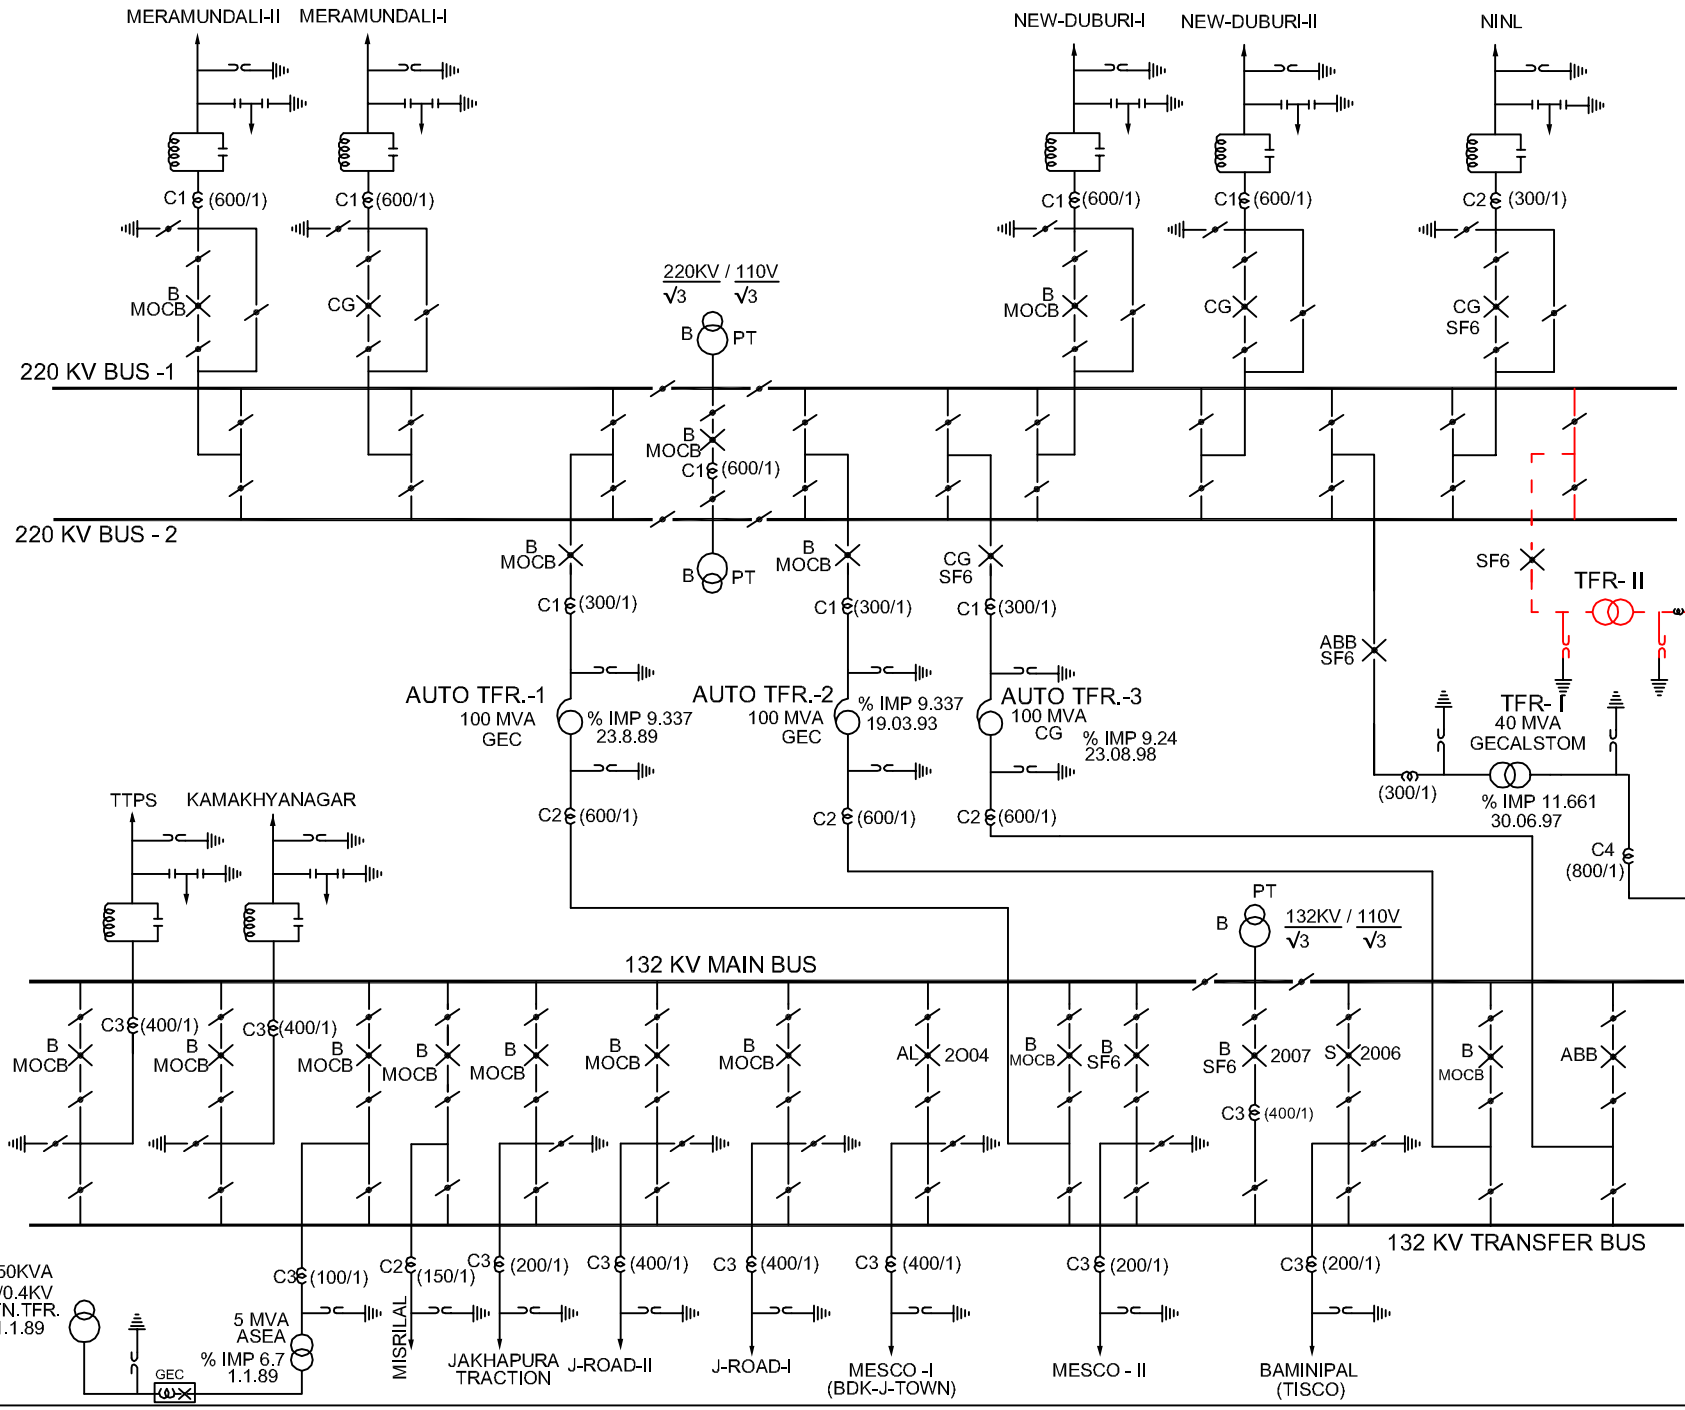 MERAMUNDALI-II MERAMUNDALI-I NEW-DUBURI-I NEW-DUBURI-II NINL
C1 (600/1) C1 (600/1) C1 (600/1) C1 (600/1) C2 (300/1)
220KV / 110V
√3 √3
B PT
B
MOCB
CG
B
MOCB
CG
CG
SF6
220 KV BUS -1
B
MOCB
C1 (600/1)
220 KV BUS - 2
B PT
B
MOCB
B
MOCB
CG
SF6
SF6
C1 (300/1) C1 (300/1) C1 (300/1)
TFR- II
ABB
SF6
AUTO TFR.-1
100 MVA
GEC
% IMP 9.337
23.8.89
AUTO TFR.-2
100 MVA
GEC
% IMP 9.337
19.03.93
AUTO TFR.-3
100 MVA
CG
% IMP 9.24
23.08.98
TFR- I
40 MVA
GECALSTOM
(300/1)
% IMP 11.661
30.06.97
C4
(800/1)
C2 (600/1) C2 (600/1) C2 (600/1)
TTPS KAMAKHYANAGAR
PT
B
132KV / 110V
√3 √3
132 KV MAIN BUS
C3 (400/1) C3 (400/1)
B
MOCB
B
MOCB
B
MOCB
B
MOCB
B
MOCB
B
MOCB
B
MOCB
AL 2004
B
MOCB
B
SF6
B
SF6
2007
S 2006
B
MOCB
ABB
C3 (400/1)
132 KV TRANSFER BUS
C3 (100/1) C2 (150/1) C3 (200/1) C3 (400/1) C3 (400/1) C3 (400/1) C3 (200/1) C3 (200/1)
50KVA
/0.4KV
N.TFR.
.1.89
GEC
5 MVA
ASEA
% IMP 6.7
1.1.89
MISRILAL
JAKHAPURA
TRACTION
J-ROAD-II
J-ROAD-I
MESCO -I
(BDK-J-TOWN)
MESCO - II
BAMINIPAL
(TISCO)